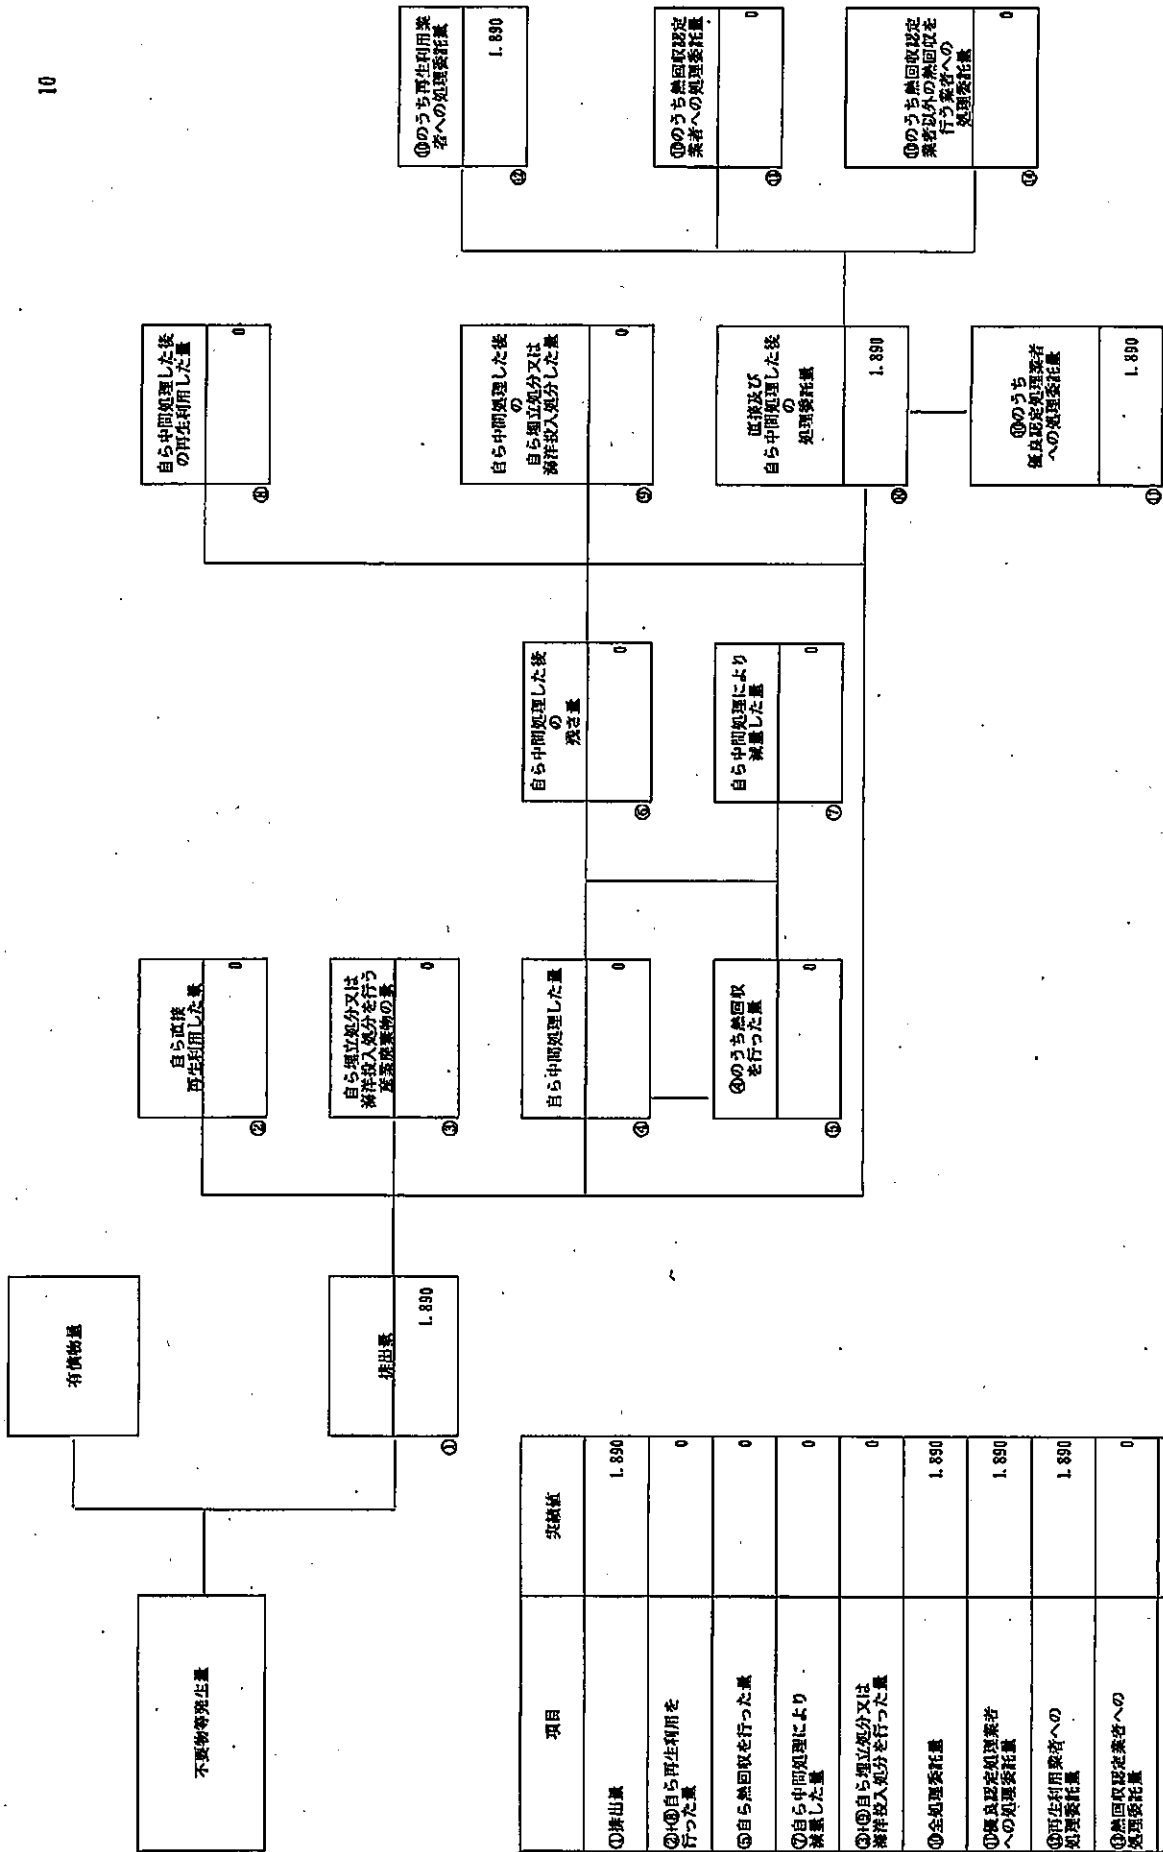 10
不要物等発生量
有償物量
排出量
1.890
①
自ら直接
再生利用した量
0
②
自ら埋立処分又は
海洋投入処分を行う
産業廃棄物の量
0
③
自ら中間処理した量
0
④
④のうち熱回収
を行った量
0
⑤
自ら中間処理した後
の
残さ量
0
⑥
自ら中間処理により
減量した量
0
⑦
自ら中間処理した後
の再生利用した量
0
⑧
自ら中間処理した後
の
自ら埋立処分又は
海洋投入処分した量
0
⑨
直接及び
自ら中間処理した後
の
処理委託量
1.890
⑩
⑩のうち
優良認定処理業者
への処理委託量
1.890
⑪
⑩のうち再生利用業
者への処理委託量
1.890
⑫
⑩のうち熱回収認定
業者への処理委託量
0
⑬
⑩のうち熱回収認定
業者以外の熱回収を
行う業者への
処理委託量
0
⑭
項目
実績値
①排出量
1.890
②+⑧自ら再生利用を
行った量
0
⑤自ら熱回収を行った量
0
⑦自ら中間処理により
減量した量
0
③+⑨自ら埋立処分又は
海洋投入処分を行った量
0
⑩全処理委託量
1.890
⑪優良認定処理業者
への処理委託量
1.890
⑫再生利用業者への
処理委託量
1.890
⑬熱回収認定業者への
処理委託量
0